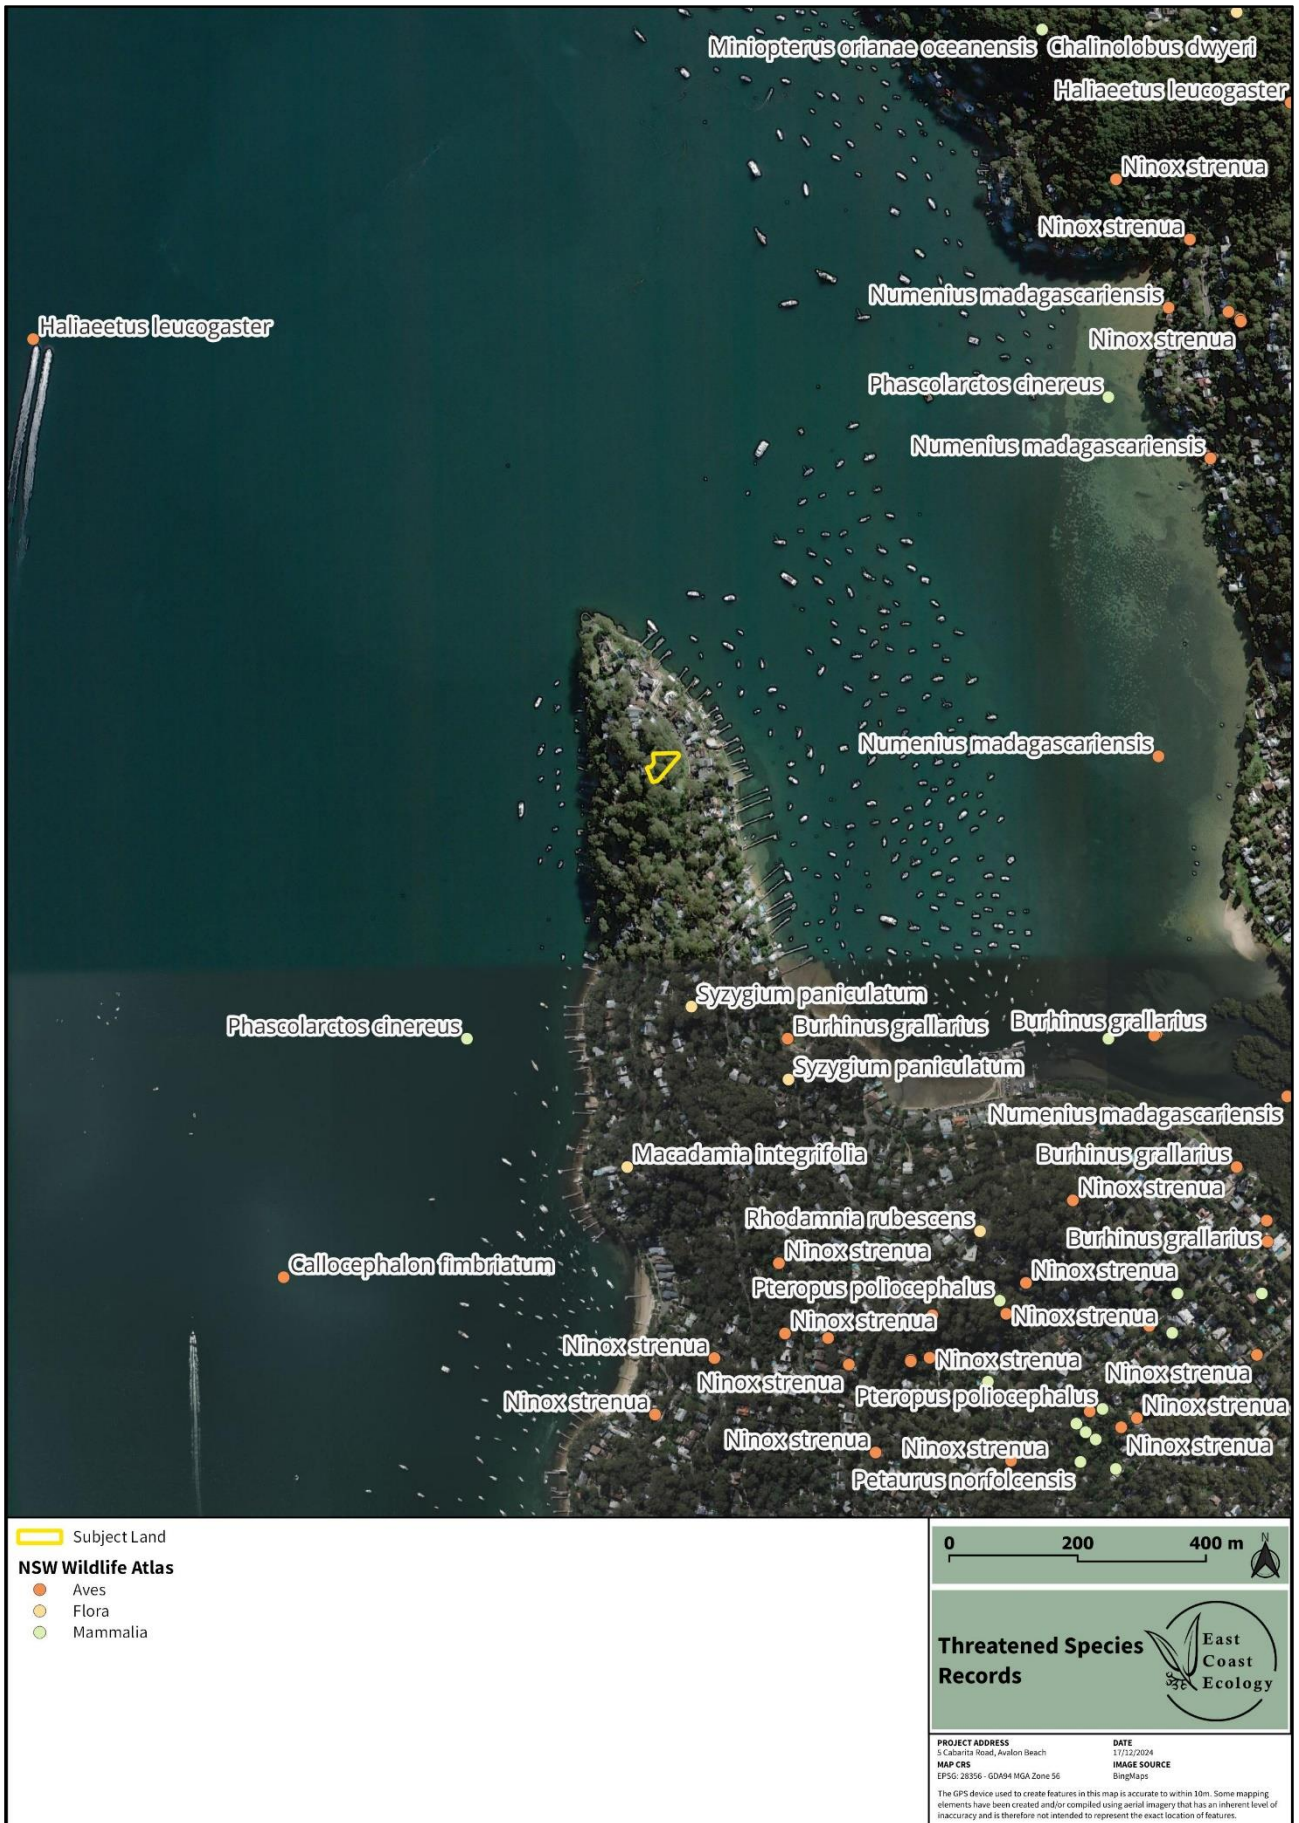 Miniopterus orianae oceanensis
Chalinolobus dwyeri
Haliaeetus leucogaster
Ninox strenua
Ninox strenua
Numenius madagascariensis
Haliaeetus leucogaster
Ninox strenua
Phascolarctos cinereus
Numenius madagascariensis
Numenius madagascariensis
Syzygium paniculatum
Phascolarctos cinereus
Burhinus grallarius
Burhinus grallarius
Syzygium paniculatum
Numenius madagascariensis
Macadamia integrifolia
Burhinus grallarius
Ninox strenua
Rhodamnia rubescens
Burhinus grallarius
Ninox strenua
Callocephalon fimbriatum
Ninox strenua
Pteropus poliocephalus
Ninox strenua
Ninox strenua
Ninox strenua
Ninox strenua
Ninox strenua
Ninox strenua
Ninox strenua
Pteropus poliocephalus
Ninox strenua
Ninox strenua
Ninox strenua
Ninox strenua
Petaurus norfolcensis
Subject Land
NSW Wildlife Atlas
Aves
Flora
Mammalia
0 200 400 m
N
Threatened Species
Records
East
Coast
Ecology
PROJECT ADDRESS
5 Cabarita Road, Avalon Beach
MAP CRS
EPSG: 28356 - GDA94 MGA Zone 56
DATE
17/12/2024
IMAGE SOURCE
BingMaps
The GPS device used to create features in this map is accurate to within 10m. Some mapping
elements have been created and/or compiled using aerial imagery that has an inherent level of
inaccuracy and is therefore not intended to represent the exact location of features.